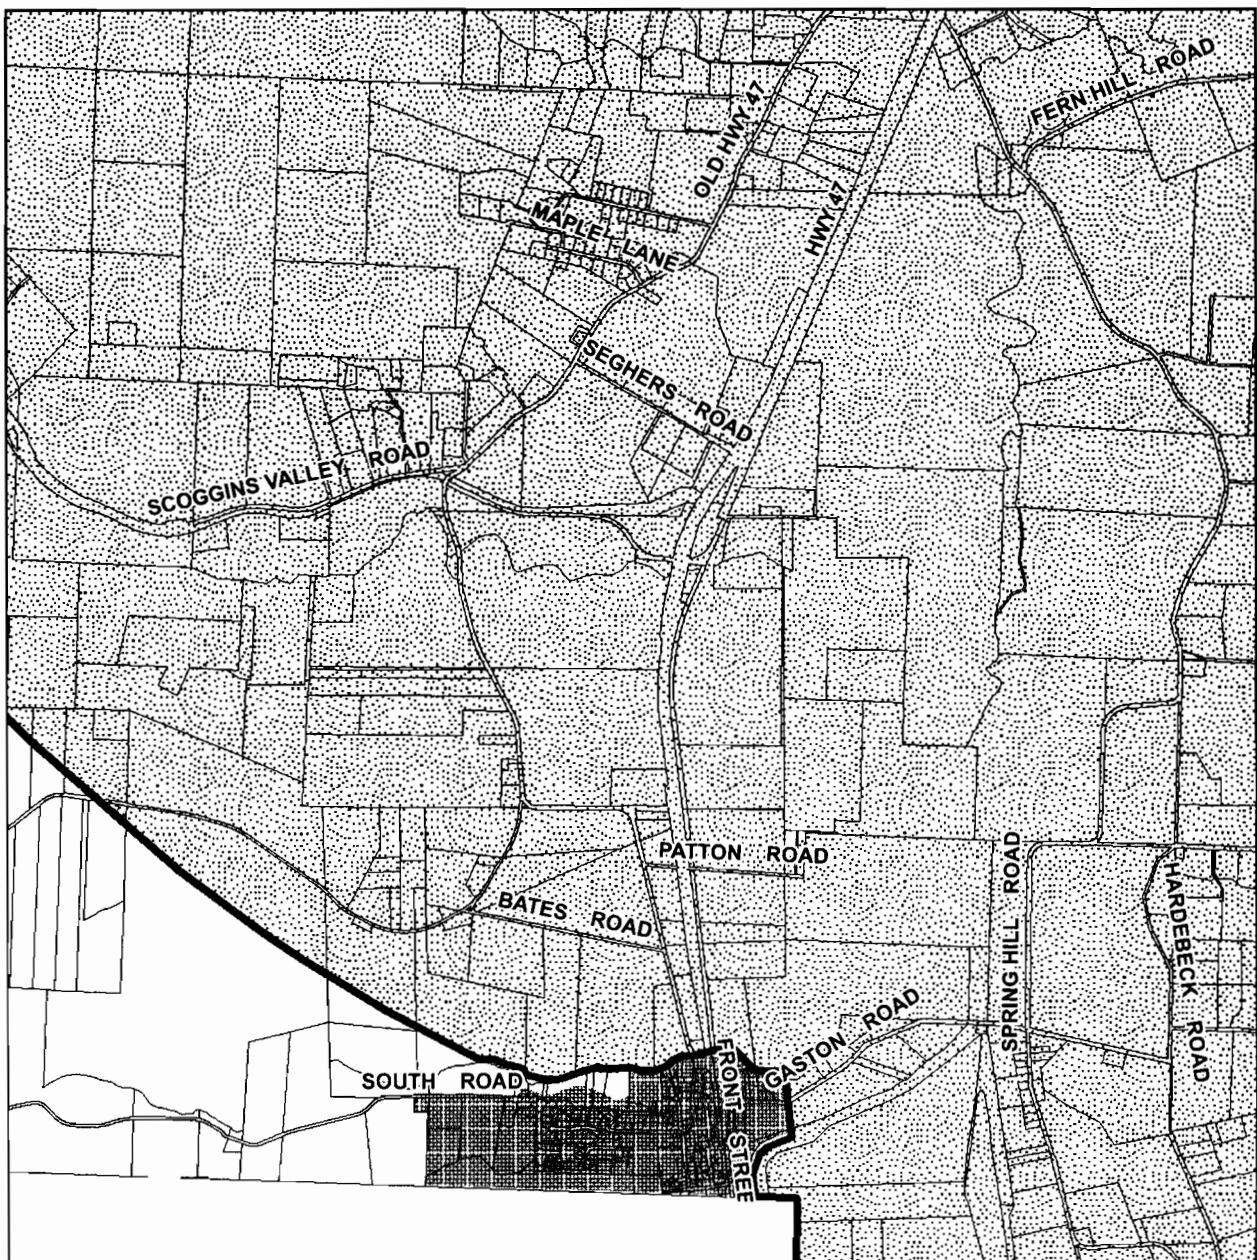 FERN HILL ROAD
OLD HWY 47
HWY 47
MAPLE LANE
SEGHERS ROAD
SCOGGINS VALLEY ROAD
PATTON ROAD
BATES ROAD
SPRING HILL ROAD
HARDEBECK ROAD
GASTON ROAD
FRONT STREE
SOUTH ROAD